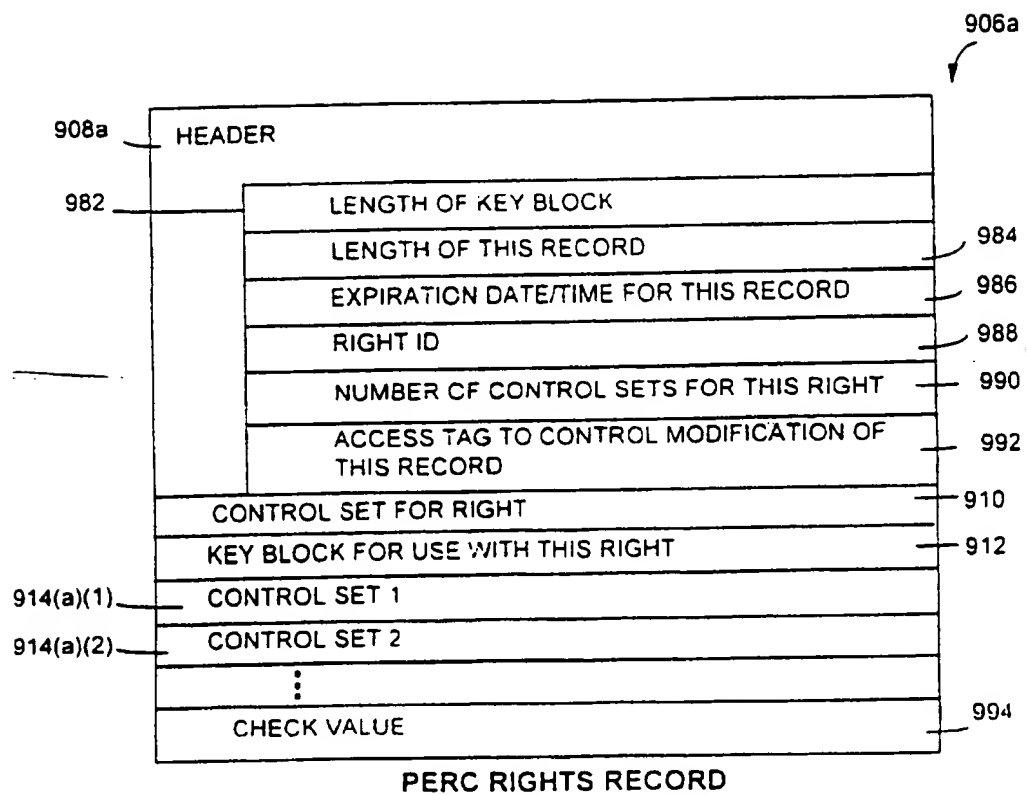 906a
908a HEADER
982 LENGTH OF KEY BLOCK
LENGTH OF THIS RECORD 984
EXPIRATION DATE/TIME FOR THIS RECORD 986
RIGHT ID 988
NUMBER CF CONTROL SETS FOR THIS RIGHT 990
ACCESS TAG TO CONTROL MODIFICATION OF 992
THIS RECORD
CONTROL SET FOR RIGHT 910
KEY BLOCK FOR USE WITH THIS RIGHT 912
914(a)(1) CONTROL SET 1
914(a)(2) CONTROL SET 2
CHECK VALUE 994
PERC RIGHTS RECORD